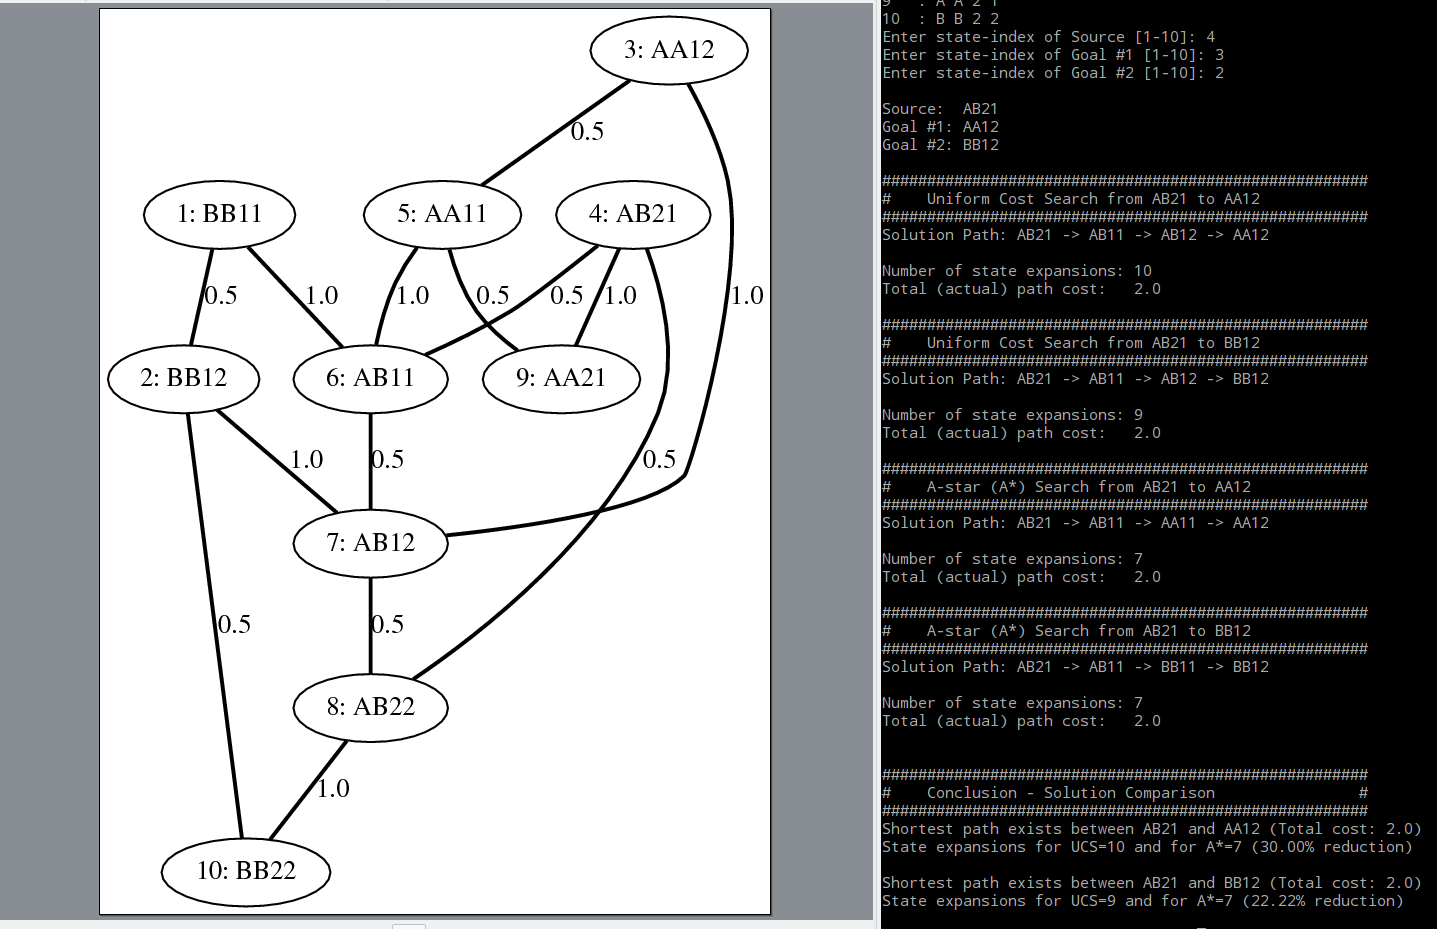 3: AA12
0.5
1: BB11
5: AA11
4: AB21
0.5
1.0
1.0
0.5
0.5
1.0
1.0
2: BB12
6: AB11
9: AA21
1.0
0.5
0.5
7: AB12
0.5
0.5
8: AB22
1.0
10: BB22
9 : A A 2 1
10 : B B 2 2
Enter state-index of Source [1-10]: 4
Enter state-index of Goal #1 [1-10]: 3
Enter state-index of Goal #2 [1-10]: 2
Source: AB21
Goal #1: AA12
Goal #2: BB12
######################################################
# Uniform Cost Search from AB21 to AA12
######################################################
Solution Path: AB21 -> AB11 -> AB12 -> AA12
Number of state expansions: 10
Total (actual) path cost: 2.0
######################################################
# Uniform Cost Search from AB21 to BB12
######################################################
Solution Path: AB21 -> AB11 -> AB12 -> BB12
Number of state expansions: 9
Total (actual) path cost: 2.0
######################################################
# A-star (A*) Search from AB21 to AA12
######################################################
Solution Path: AB21 -> AB11 -> AA11 -> AA12
Number of state expansions: 7
Total (actual) path cost: 2.0
######################################################
# A-star (A*) Search from AB21 to BB12
######################################################
Solution Path: AB21 -> AB11 -> BB11 -> BB12
Number of state expansions: 7
Total (actual) path cost: 2.0
######################################################
# Conclusion - Solution Comparison #
######################################################
Shortest path exists between AB21 and AA12 (Total cost: 2.0)
State expansions for UCS=10 and for A*=7 (30.00% reduction)
Shortest path exists between AB21 and BB12 (Total cost: 2.0)
State expansions for UCS=9 and for A*=7 (22.22% reduction)